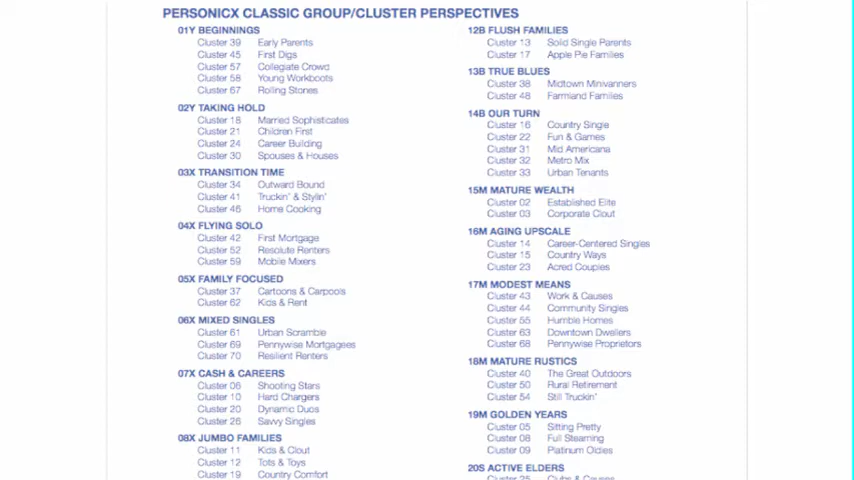 PERSONICX CLASSIC GROUP/CLUSTER PERSPECTIVES
01Y BEGINNINGS
Cluster 39 Early Parents
Cluster 45 First Digs
Cluster 57 Collegiate Crowd
Cluster 58 Young Workboots
Cluster 67 Rolling Stones
02Y TAKING HOLD
Cluster 18 Married Sophisticates
Cluster 21 Children First
Cluster 24 Career Building
Cluster 30 Spouses & Houses
03X TRANSITION TIME
Cluster 34 Outward Bound
Cluster 41 Truckin' & Stylin'
Cluster 46 Home Cooking
04X FLYING SOLO
Cluster 42 First Mortgage
Cluster 52 Resolute Renters
Cluster 59 Mobile Mixers
05X FAMILY FOCUSED
Cluster 37 Cartoons & Carpools
Cluster 62 Kids & Rent
06X MIXED SINGLES
Cluster 61 Urban Scramble
Cluster 69 Pennywise Mortgagees
Cluster 70 Resilient Renters
07X CASH & CAREERS
Cluster 06 Shooting Stars
Cluster 10 Hard Chargers
Cluster 20 Dynamic Duos
Cluster 26 Savvy Singles
08X JUMBO FAMILIES
Cluster 11 Kids & Clout
Cluster 12 Tots & Toys
Cluster 19 Country Comfort
12B FLUSH FAMILIES
Cluster 13 Solid Single Parents
Cluster 17 Apple Pie Families
13B TRUE BLUES
Cluster 38 Midtown Minivanners
Cluster 48 Farmland Families
14B OUR TURN
Cluster 16 Country Single
Cluster 22 Fun & Games
Cluster 31 Mid Americana
Cluster 32 Metro Mix
Cluster 33 Urban Tenants
15M MATURE WEALTH
Cluster 02 Established Elite
Cluster 03 Corporate Clout
16M AGING UPSCALE
Cluster 14 Career-Centered Singles
Cluster 15 Country Ways
Cluster 23 Acred Couples
17M MODEST MEANS
Cluster 43 Work & Causes
Cluster 44 Community Singles
Cluster 55 Humble Homes
Cluster 63 Downtown Dwellers
Cluster 68 Pennywise Proprietors
18M MATURE RUSTICS
Cluster 40 The Great Outdoors
Cluster 50 Rural Retirement
Cluster 54 Still Truckin'
19M GOLDEN YEARS
Cluster 05 Sitting Pretty
Cluster 08 Full Steaming
Cluster 09 Platinum Oldies
20S ACTIVE ELDERS
Cluster 25 Clubs & Causes